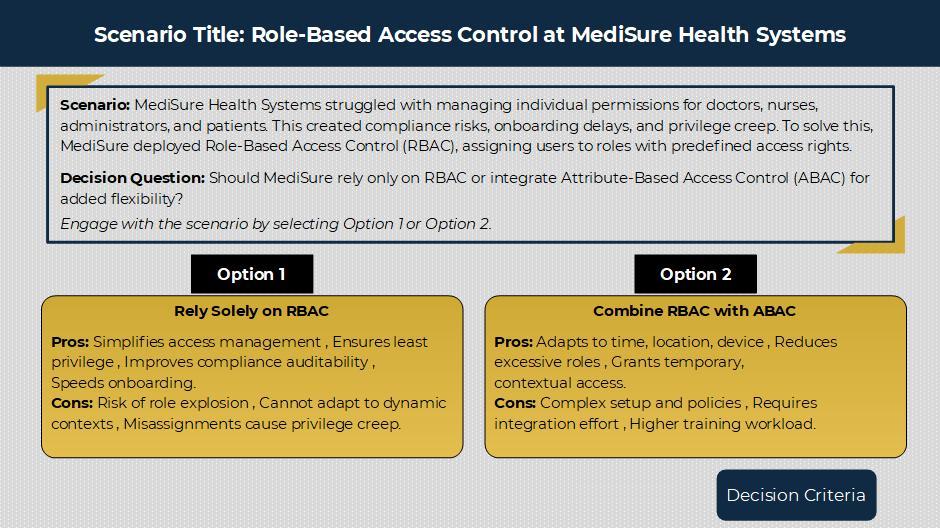 Scenario Title: Role-Based Access Control at MediSure Health Systems
Scenario: MediSure Health Systems struggled with managing individual permissions for doctors, nurses,
administrators, and patients. This created compliance risks, onboarding delays, and privilege creep. To solve this,
MediSure deployed Role-Based Access Control (RBAC), assigning users to roles with predefined access rights.
Decision Question: Should MediSure rely only on RBAC or integrate Attribute-Based Access Control (ABAC) for
added flexibility?
Engage with the scenario by selecting Option 1 or Option 2.
Option 1
Rely Solely on RBAC
Pros: Simplifies access management , Ensures least
privilege , Improves compliance auditability ,
Speeds onboarding.
Cons: Risk of role explosion , Cannot adapt to dynamic
contexts , Misassignments cause privilege creep.
Option 2
Combine RBAC with ABAC
Pros: Adapts to time, location, device , Reduces
excessive roles , Grants temporary,
contextual access.
Cons: Complex setup and policies , Requires
integration effort , Higher training workload.
Decision Criteria